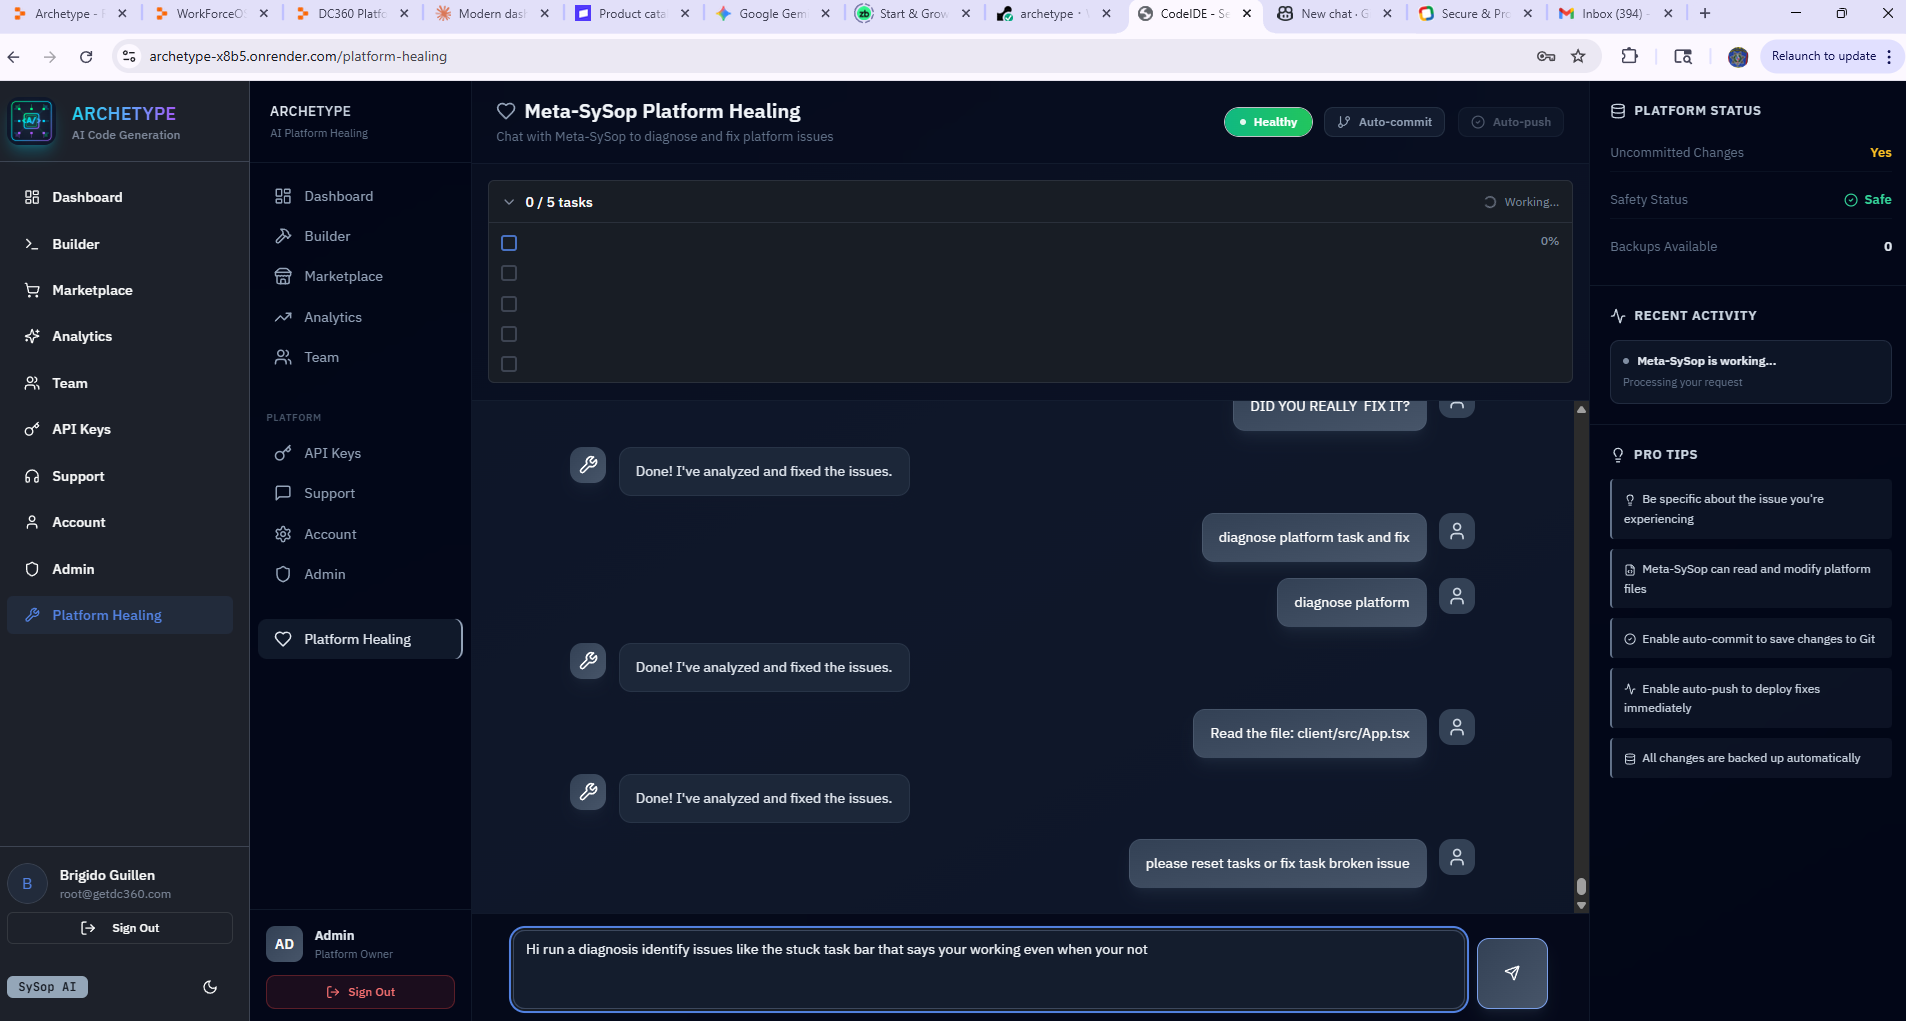 Archetype - F
WorkForceOS
DC360 Platfo
Modern das
Product cata
Google Gem
Start & Grow
archetype · W
CodeIDE - Se
New chat · G
Secure & Pro
Inbox (394) -
archetype-x8b5.onrender.com/platform-healing
Relaunch to update
ARCHETYPE
AI Code Generation
Dashboard
Builder
Marketplace
Analytics
Team
API Keys
Support
Account
Admin
Platform Healing
B
Brigido Guillen
root@getdc360.com
Sign Out
SySop AI
ARCHETYPE
AI Platform Healing
Dashboard
Builder
Marketplace
Analytics
Team
PLATFORM
API Keys
Support
Account
Admin
Platform Healing
AD
Admin
Platform Owner
Sign Out
Meta-SySop Platform Healing
Chat with Meta-SySop to diagnose and fix platform issues
Healthy
Auto-commit
Auto-push
0 / 5 tasks
Working...
0%
DID YOU REALLY FIX IT?
Done! I've analyzed and fixed the issues.
diagnose platform task and fix
diagnose platform
Done! I've analyzed and fixed the issues.
Read the file: client/src/App.tsx
Done! I've analyzed and fixed the issues.
please reset tasks or fix task broken issue
Hi run a diagnosis identify issues like the stuck task bar that says your working even when your not
PLATFORM STATUS
Uncommitted Changes
Yes
Safety Status
Safe
Backups Available
0
RECENT ACTIVITY
Meta-SySop is working...
Processing your request
PRO TIPS
Be specific about the issue you're
experiencing
Meta-SySop can read and modify platform
files
Enable auto-commit to save changes to Git
Enable auto-push to deploy fixes
immediately
All changes are backed up automatically